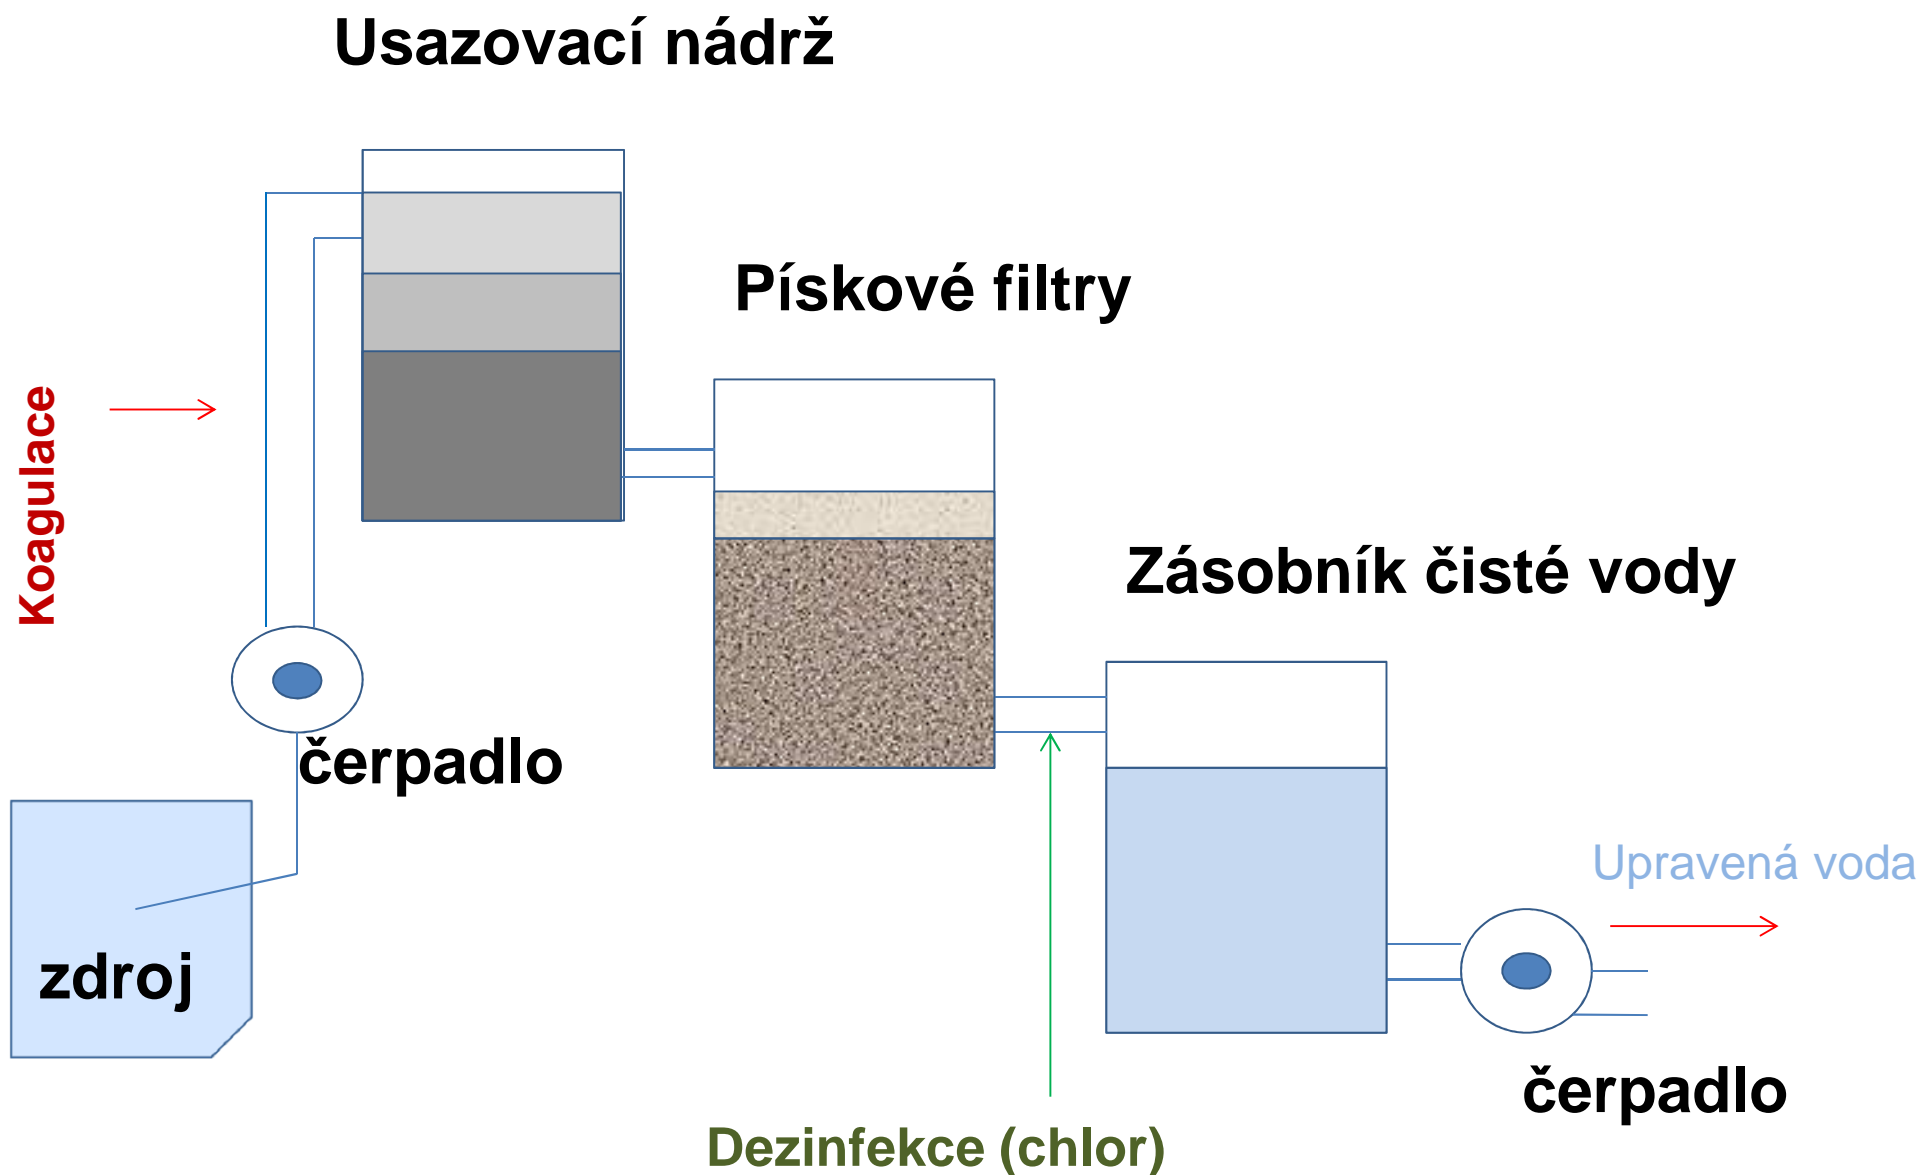 Usazovací nádrž
Pískové filtry
Koagulace
Zásobník čisté vody
čerpadlo
Upravená voda
zdroj
čerpadlo
Dezinfekce (chlor)